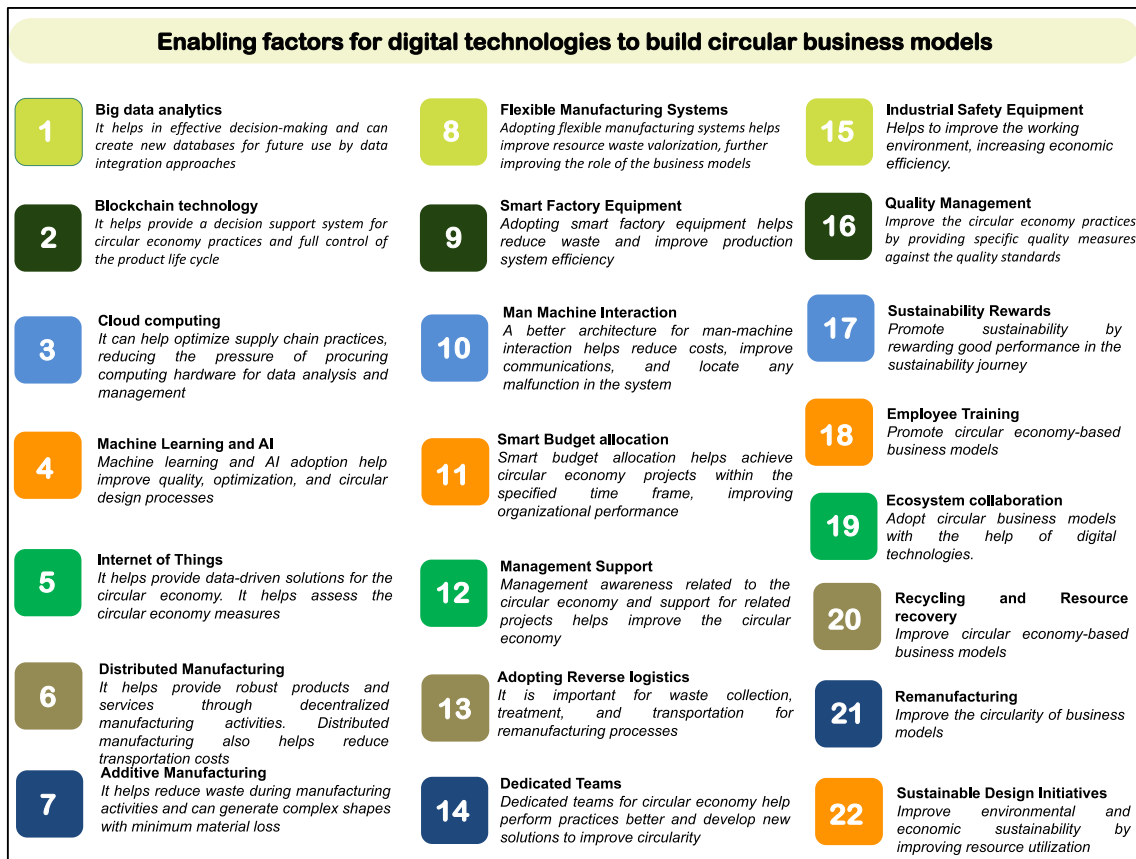 Enabling factors for digital technologies to build circular business models
1
Big data analytics
It helps in effective decision-making and can
create new databases for future use by data
integration approaches
2
Blockchain technology
It helps provide a decision support system for
circular economy practices and full control of
the product life cycle
3
Cloud computing
It can help optimize supply chain practices,
reducing the pressure of procuring
computing hardware for data analysis and
management
4
Machine Learning and AI
Machine learning and AI adoption help
improve quality, optimization, and circular
design processes
5
Internet of Things
It helps provide data-driven solutions for the
circular economy. It helps assess the
circular economy measures
6
Distributed Manufacturing
It helps provide robust products and
services through decentralized
manufacturing activities. Distributed
manufacturing also helps reduce
transportation costs
7
Additive Manufacturing
It helps reduce waste during manufacturing
activities and can generate complex shapes
with minimum material loss
8
Flexible Manufacturing Systems
Adopting flexible manufacturing systems helps
improve resource waste valorization, further
improving the role of the business models
9
Smart Factory Equipment
Adopting smart factory equipment helps
reduce waste and improve production
system efficiency
10
Man Machine Interaction
A better architecture for man-machine
interaction helps reduce costs, improve
communications, and locate any
malfunction in the system
11
Smart Budget allocation
Smart budget allocation helps achieve
circular economy projects within the
specified time frame, improving
organizational performance
12
Management Support
Management awareness related to the
circular economy and support for related
projects helps improve the circular
economy
13
Adopting Reverse logistics
It is important for waste collection,
treatment, and transportation for
remanufacturing processes
14
Dedicated Teams
Dedicated teams for circular economy help
perform practices better and develop new
solutions to improve circularity
15
Industrial Safety Equipment
Helps to improve the working
environment, increasing economic
efficiency.
16
Quality Management
Improve the circular economy practices
by providing specific quality measures
against the quality standards
17
Sustainability Rewards
Promote sustainability by
rewarding good performance in the
sustainability journey
18
Employee Training
Promote circular economy-based
business models
19
Ecosystem collaboration
Adopt circular business models
with the help of digital
technologies.
20
Recycling and Resource
recovery
Improve circular economy-based
business models
21
Remanufacturing
Improve the circularity of business
models
22
Sustainable Design Initiatives
Improve environmental and
economic sustainability by
improving resource utilization